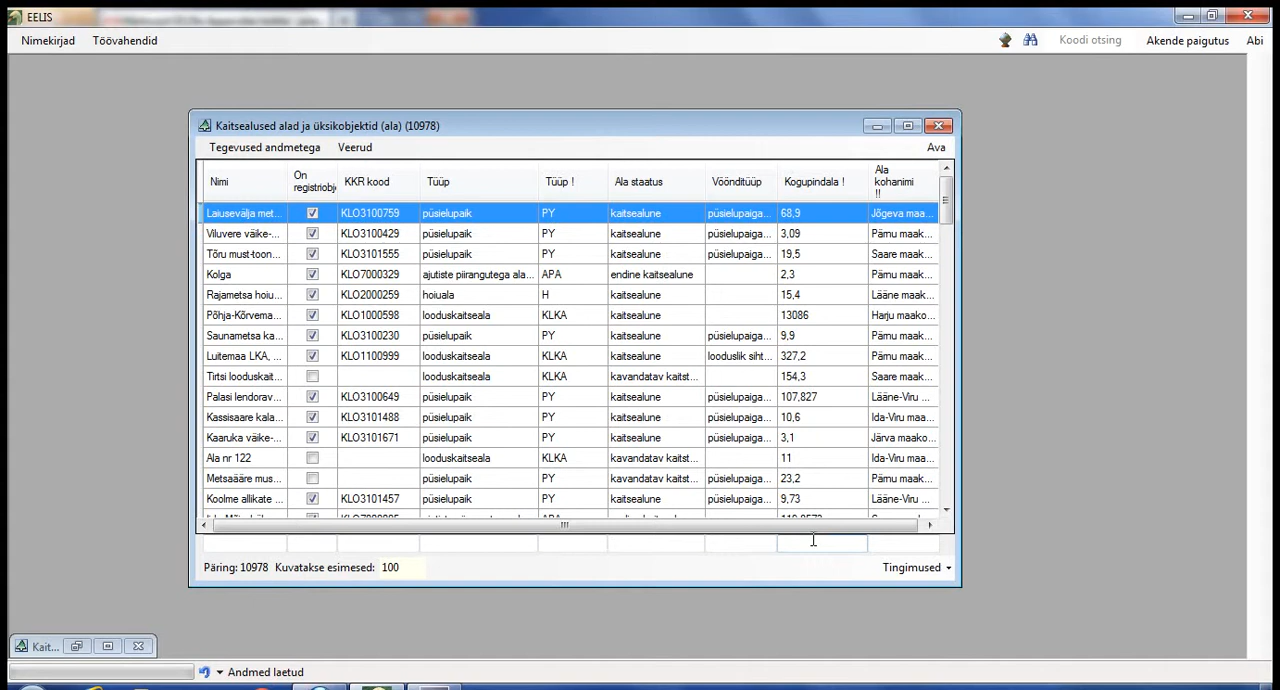 EELIS
Nimekirjad Töövahendid Koodi otsing Akende paigutus Abi
Kaitsealused alad ja üksikobjektid (ala) (10978)
Tegevused andmetega Veerud Ava
Nimi On registriobje KKR kood Tüüp Tüüp ! Ala staatus Vöönditüüp Kogupindala ! Ala kohanimi !!
Laiusevälja met... KLO3100759 püsielupaik PY kaitsealune püsielupaiga... 68,9 Jõgeva maa...
Viluvere väike-... KLO3100429 püsielupaik PY kaitsealune püsielupaiga... 3,09 Pärnu maak...
Tõru must-toon... KLO3101555 püsielupaik PY kaitsealune püsielupaiga... 19,5 Saare maak...
Kolga KLO7000329 ajutiste piirangutega ala... APA endine kaitsealune 2,3 Pärnu maak...
Rajametsa hoiu... KLO2000259 hoiuala H kaitsealune 15,4 Lääne maak...
Põhja-Kõrvema... KLO1000598 looduskaitseala KLKA kaitsealune 13086 Harju maako...
Saunametsa ka... KLO3100230 püsielupaik PY kaitsealune püsielupaiga... 9,9 Pärnu maak...
Luitemaa LKA, ... KLO1100999 looduskaitseala KLKA kaitsealune looduslik siht... 327,2 Pärnu maak...
Tirtsi looduskait... looduskaitseala KLKA kavandatav kaitst... 154,3 Saare maak...
Palasi lendorav... KLO3100649 püsielupaik PY kaitsealune püsielupaiga... 107,827 Lääne-Viru ...
Kassisaare kala... KLO3101488 püsielupaik PY kaitsealune püsielupaiga... 10,6 Ida-Viru maa...
Kaaruka väike-... KLO3101671 püsielupaik PY kaitsealune püsielupaiga... 3,1 Järva maako...
Ala nr 122 looduskaitseala KLKA kavandatav kaitst... 11 Ida-Viru maa...
Metsaääre mus... püsielupaik PY kavandatav kaitst... 23,2 Pärnu maak...
Koolme allikate KLO3101457 püsielupaik PY kaitsealune püsielupaiga... 9,73 Lääne-Viru ...
Päring: 10978 Kuvatakse esimesed: 100 Tingimused
Kait...
Andmed laetud